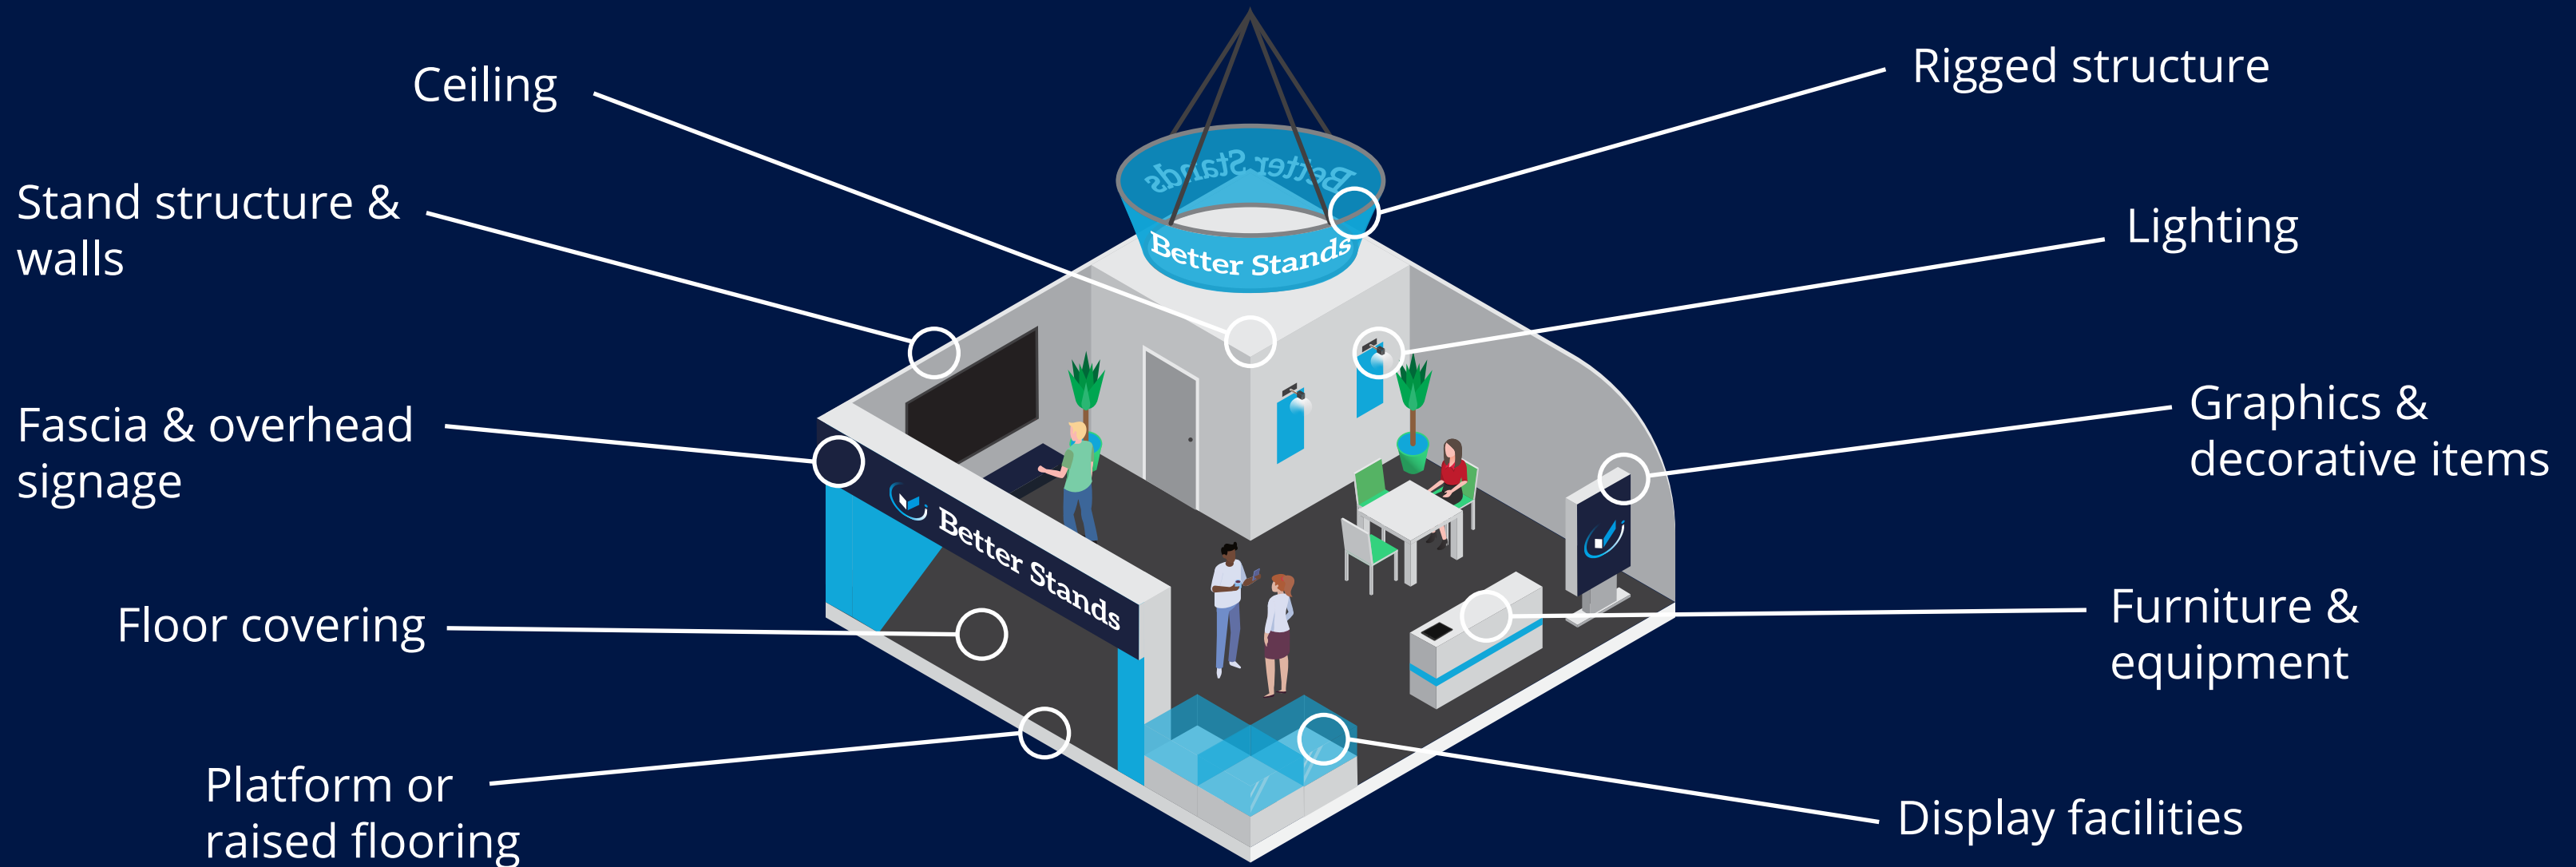 Ceiling
Stand structure &
walls
Fascia & overhead
signage
Floor covering
Platform or
raised flooring
Better Stands
Better Stands
Better Stands
Rigged structure
Lighting
Graphics &
decorative items
Furniture &
equipment
Display facilities